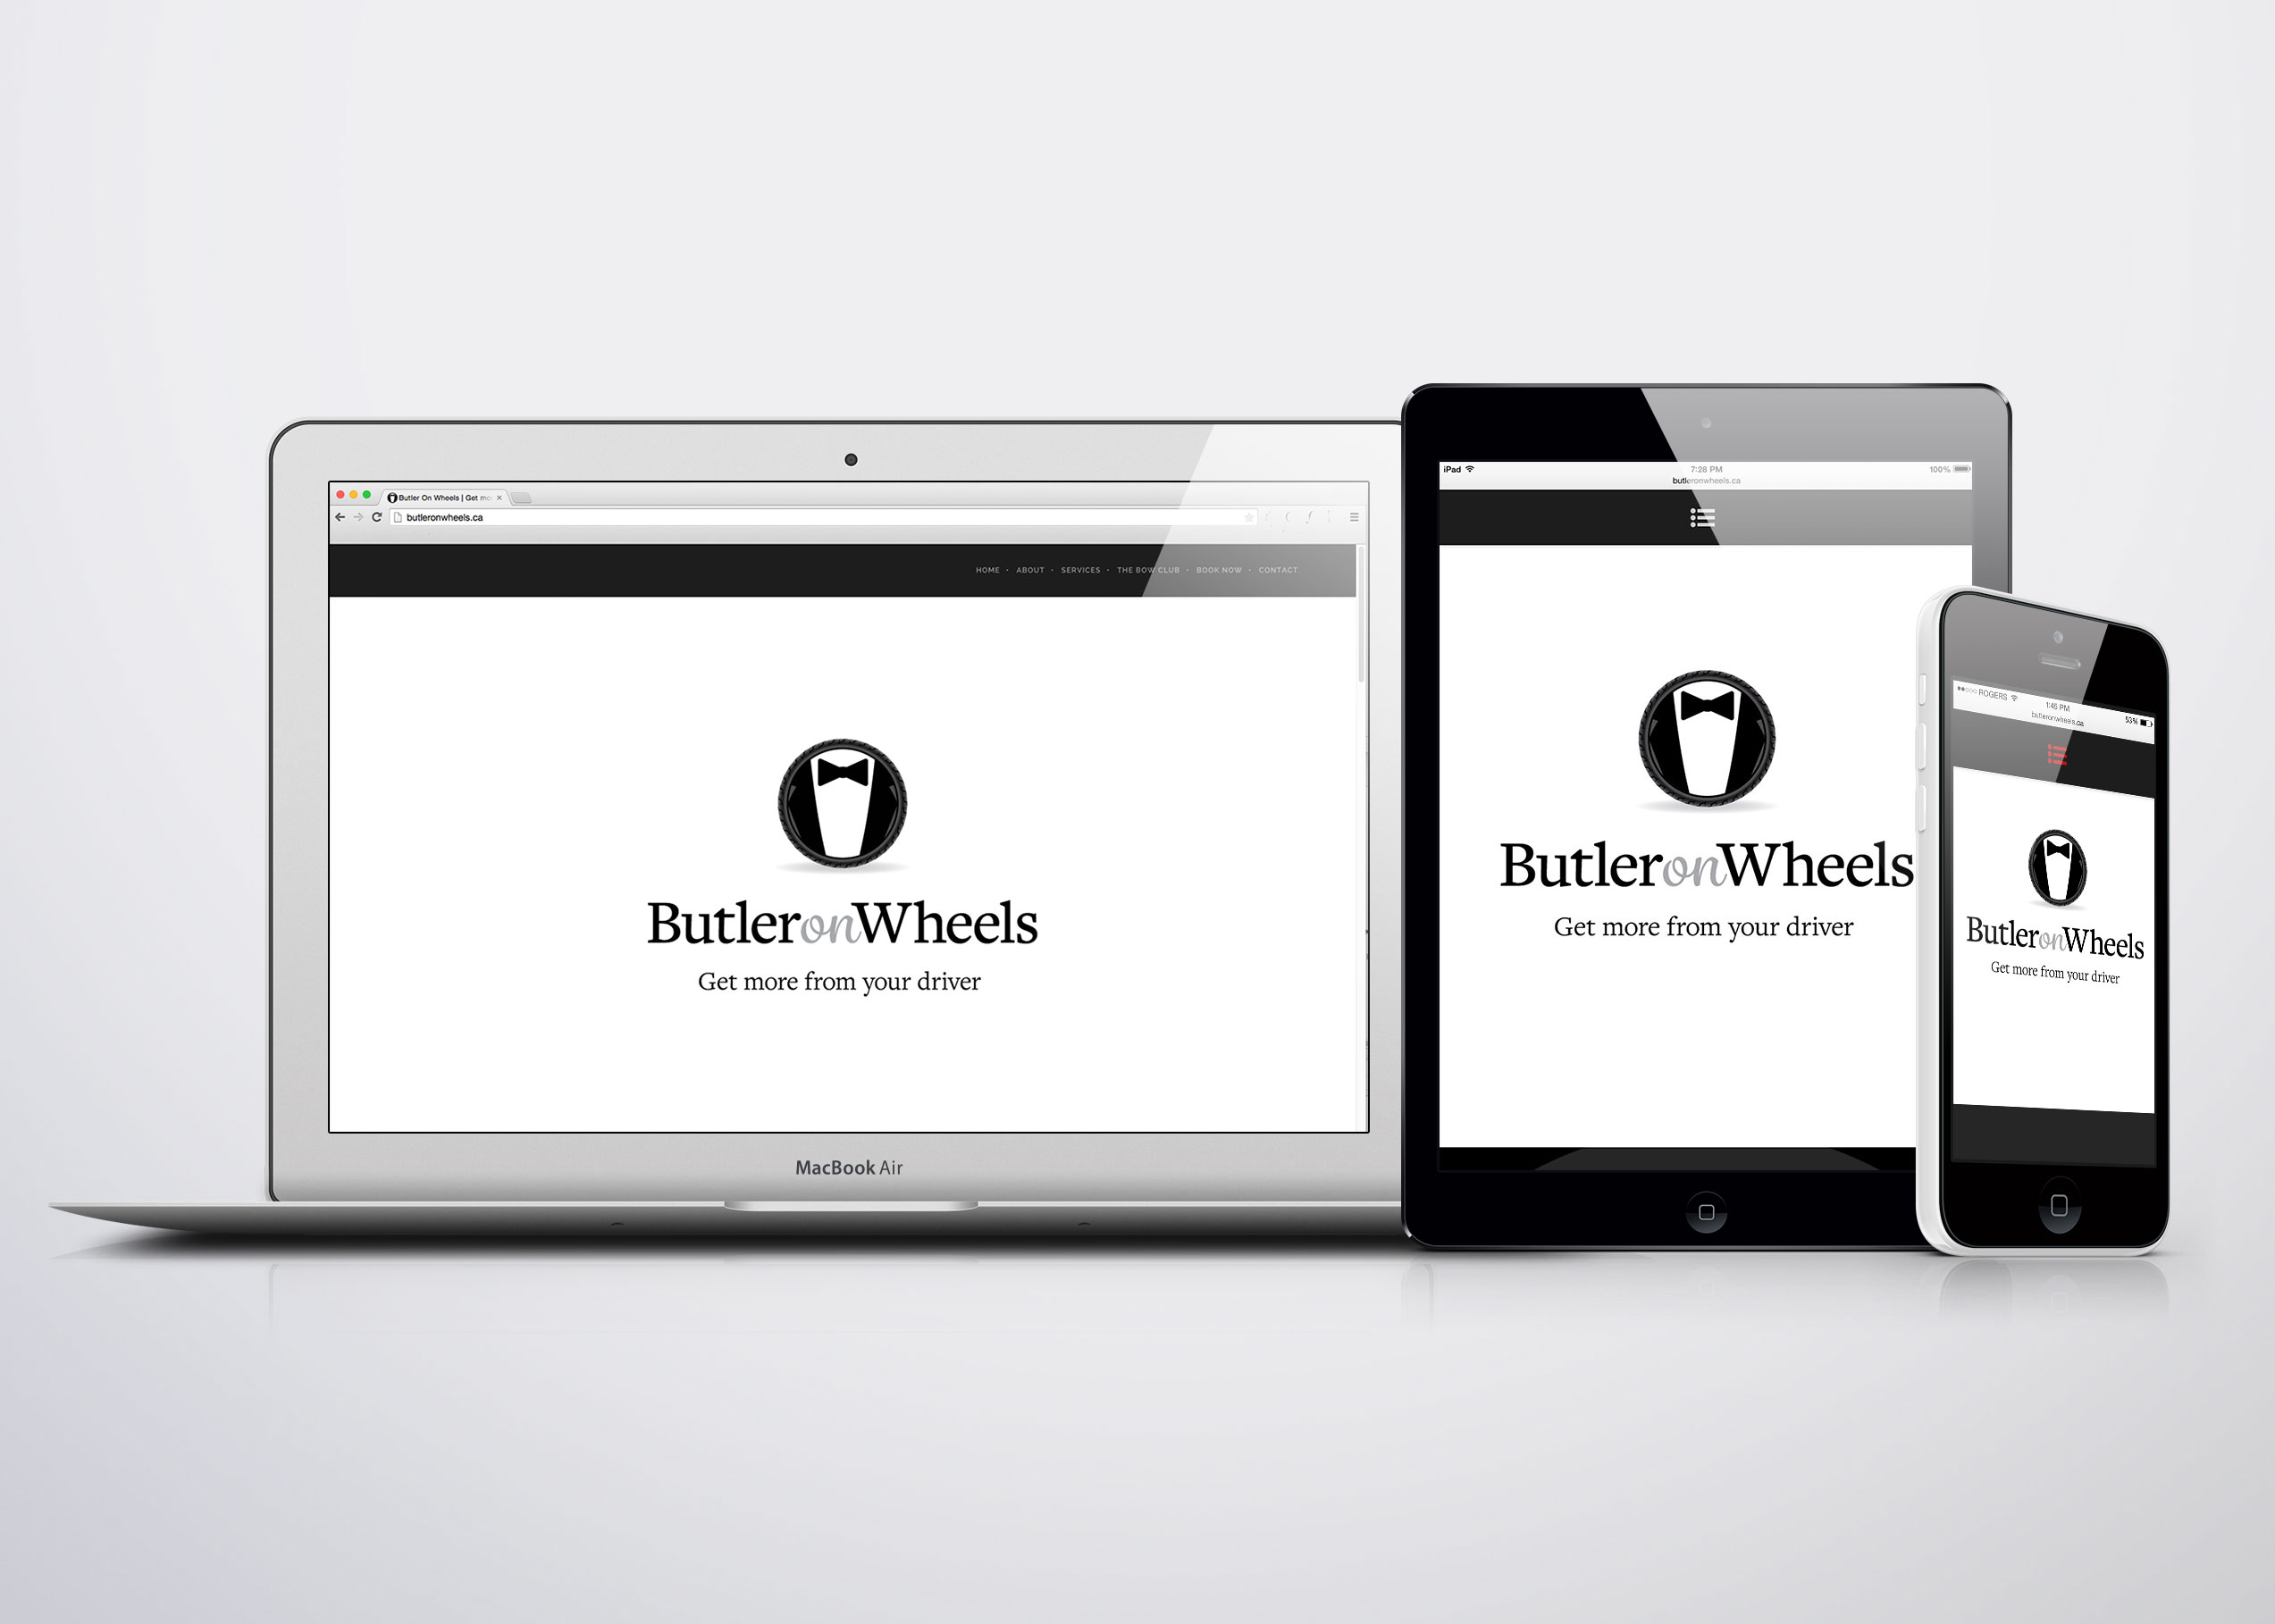 Butler On Wheels | Get mo
butleronwheels.ca
HOME · ABOUT · SERVICES · THE BOW CLUB · BOOK NOW · CONTACT
ButleronWheels
Get more from your driver
MacBook Air
iPad 7:28 PM 100%
butleronwheels.ca
ButleronWheels
Get more from your driver
ROGERS 1:46 PM 53%
butleronwheels.ca
ButleronWheels
Get more from your driver